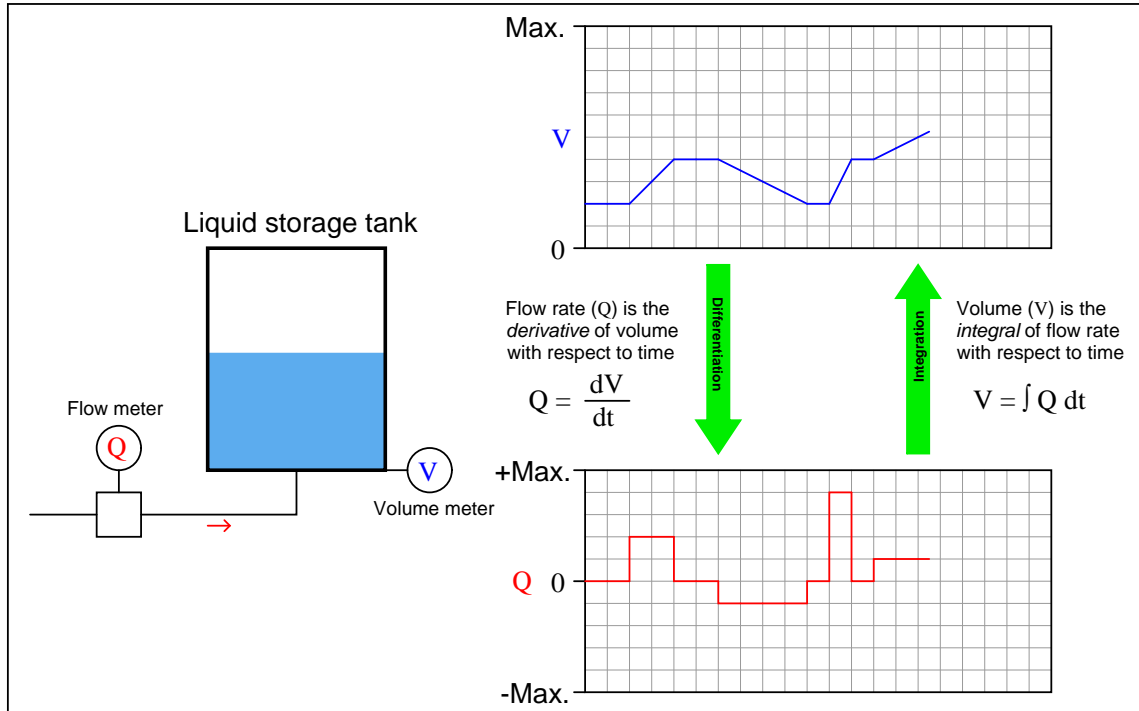 Max.
V
0
Liquid storage tank
Flow meter
Q
V
Volume meter
Flow rate (Q) is the
derivative of volume
with respect to time
Q = dV
dt
Differentiation
Integration
Volume (V) is the
integral of flow rate
with respect to time
V = ∫ Q dt
+Max.
Q 0
-Max.